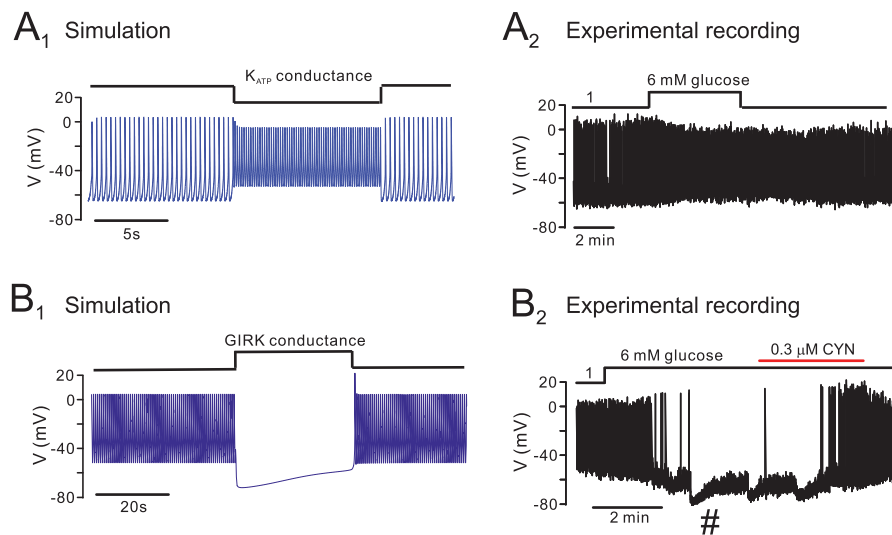 A1 Simulation
KATP conductance
20
0
-40
-80
V (mV)
5s
A2 Experimental recording
6 mM glucose
1
20
0
-40
-80
V (mV)
2 min
B1 Simulation
GIRK conductance
20
0
-40
-80
V (mV)
20s
B2 Experimental recording
0.3 µM CYN
6 mM glucose
1
20
0
-40
-80
V (mV)
2 min
#